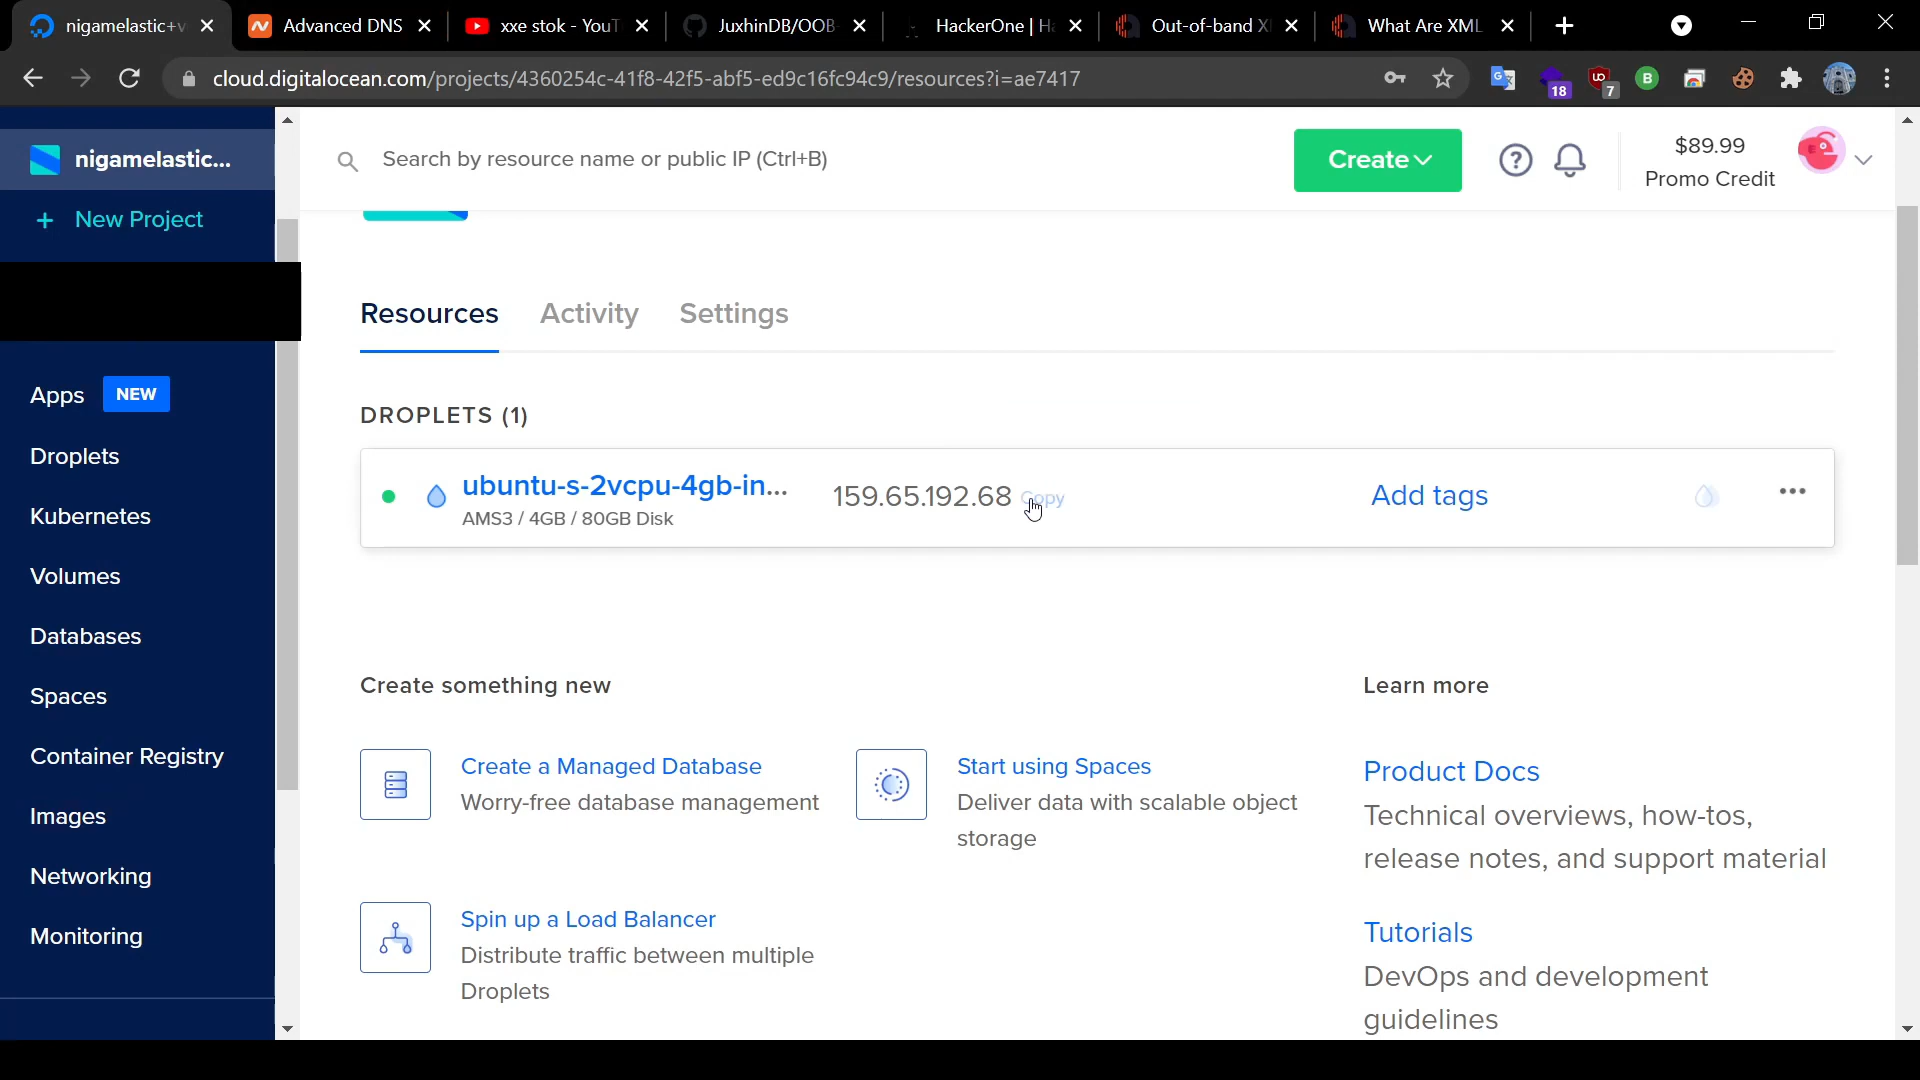 nigamelastic+v
Advanced DNS
xxe stok - YouT
JuxhinDB/OOB-
HackerOne | Ha
Out-of-band X
What Are XML
cloud.digitalocean.com/projects/4360254c-41f8-42f5-abf5-ed9c16fc94c9/resources?i=ae7417
18
7
B
nigamelastic...
+ New Project
Apps NEW
Droplets
Kubernetes
Volumes
Databases
Spaces
Container Registry
Images
Networking
Monitoring
Search by resource name or public IP (Ctrl+B)
Create
$89.99
Promo Credit
Resources
Activity
Settings
DROPLETS (1)
ubuntu-s-2vcpu-4gb-in...
AMS3 / 4GB / 80GB Disk
159.65.192.68
Copy
Add tags
Create something new
Create a Managed Database
Worry-free database management
Start using Spaces
Deliver data with scalable object
storage
Spin up a Load Balancer
Distribute traffic between multiple
Droplets
Learn more
Product Docs
Technical overviews, how-tos,
release notes, and support material
Tutorials
DevOps and development
guidelines